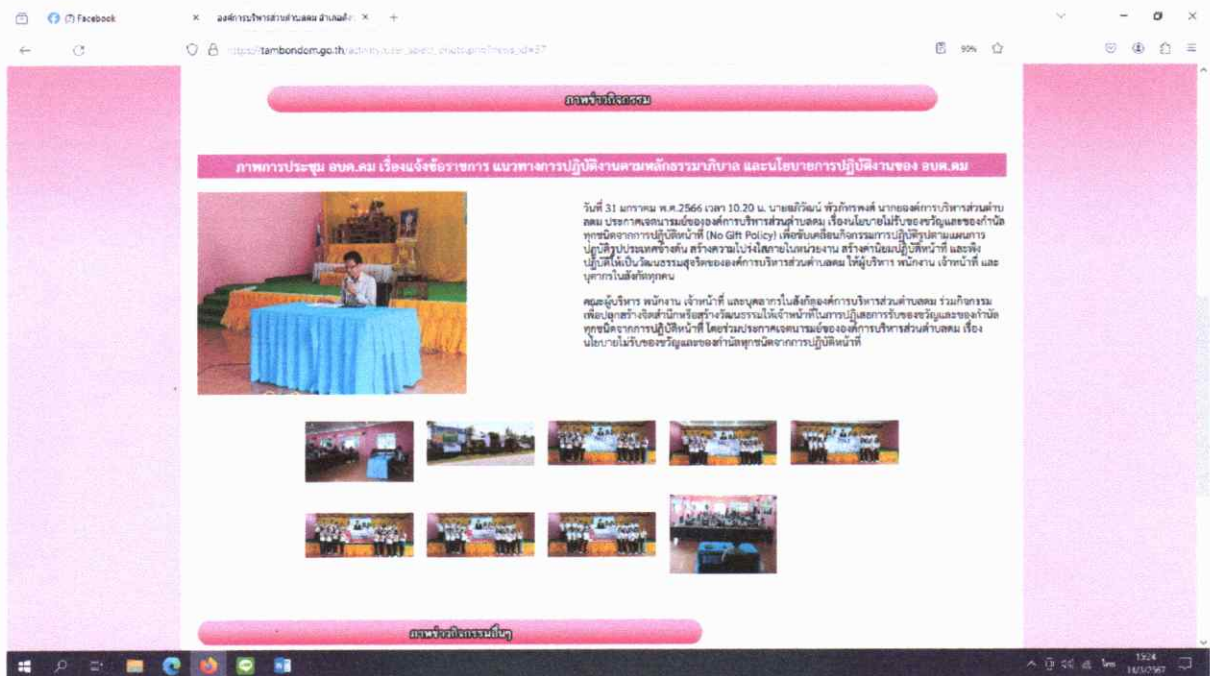 (7) Facebook
องค์การบริหารส่วนตำบลดม อำเภอสัง
90%
ภาพข่าวกิจกรรม
ภาพการประชุม อบต.ดม เรื่องแจ้งข้อราชการ แนวทางการปฏิบัติงานตามหลักธรรมาภิบาล และนโยบายการปฏิบัติงานของ อบต.ดม
วันที่ 31 มกราคม พ.ศ.2566 เวลา 10.20 น. นายอภิวัฒน์ พัวภัทรพงศ์ นายกองค์การบริหารส่วนตำบ
ลดม ประกาศเจตนารมย์ขององค์การบริหารส่วนตำบลดม เรื่องนโยบายไม่รับของขวัญและของกำนัล
ทุกชนิดจากการปฏิบัติหน้าที่ (No Gift Policy) เพื่อขับเคลื่อนกิจกรรมการปฏิบัติรูปตามแผนการ
ปฏิบัติรูปประเทศข้างต้น สร้างความโปร่งใสภายในหน่วยงาน สร้างค่านิยมปฏิบัติหน้าที่ และพึง
ปฏิบัติให้เป็นวัฒนธรรมสุจริตขององค์การบริหารส่วนตำบลดม ให้ผู้บริหาร พนักงาน เจ้าหน้าที่ และ
บุคากรในสังกัดทุกคน
คณะผู้บริหาร พนักงาน เจ้าหน้าที่ และบุคลากรในสังกัดองค์การบริหารส่วนตำบลดม ร่วมกิจกรรม
เพื่อปลูกสร้างจิตสำนึกหรือสร้างวัฒนธรรมให้เจ้าหน้าที่ในการปฏิเสธการรับของขวัญและของกำนัล
ทุกชนิดจากการปฏิบัติหน้าที่ โดยร่วมประกาศเจตนารมย์ขององค์การบริหารส่วนตำบลดม เรื่อง
นโยบายไม่รับของขวัญและของกำนัลทุกชนิดจากการปฏิบัติหน้าที่
ภาพข่าวกิจกรรมอื่นๆ
ไทย